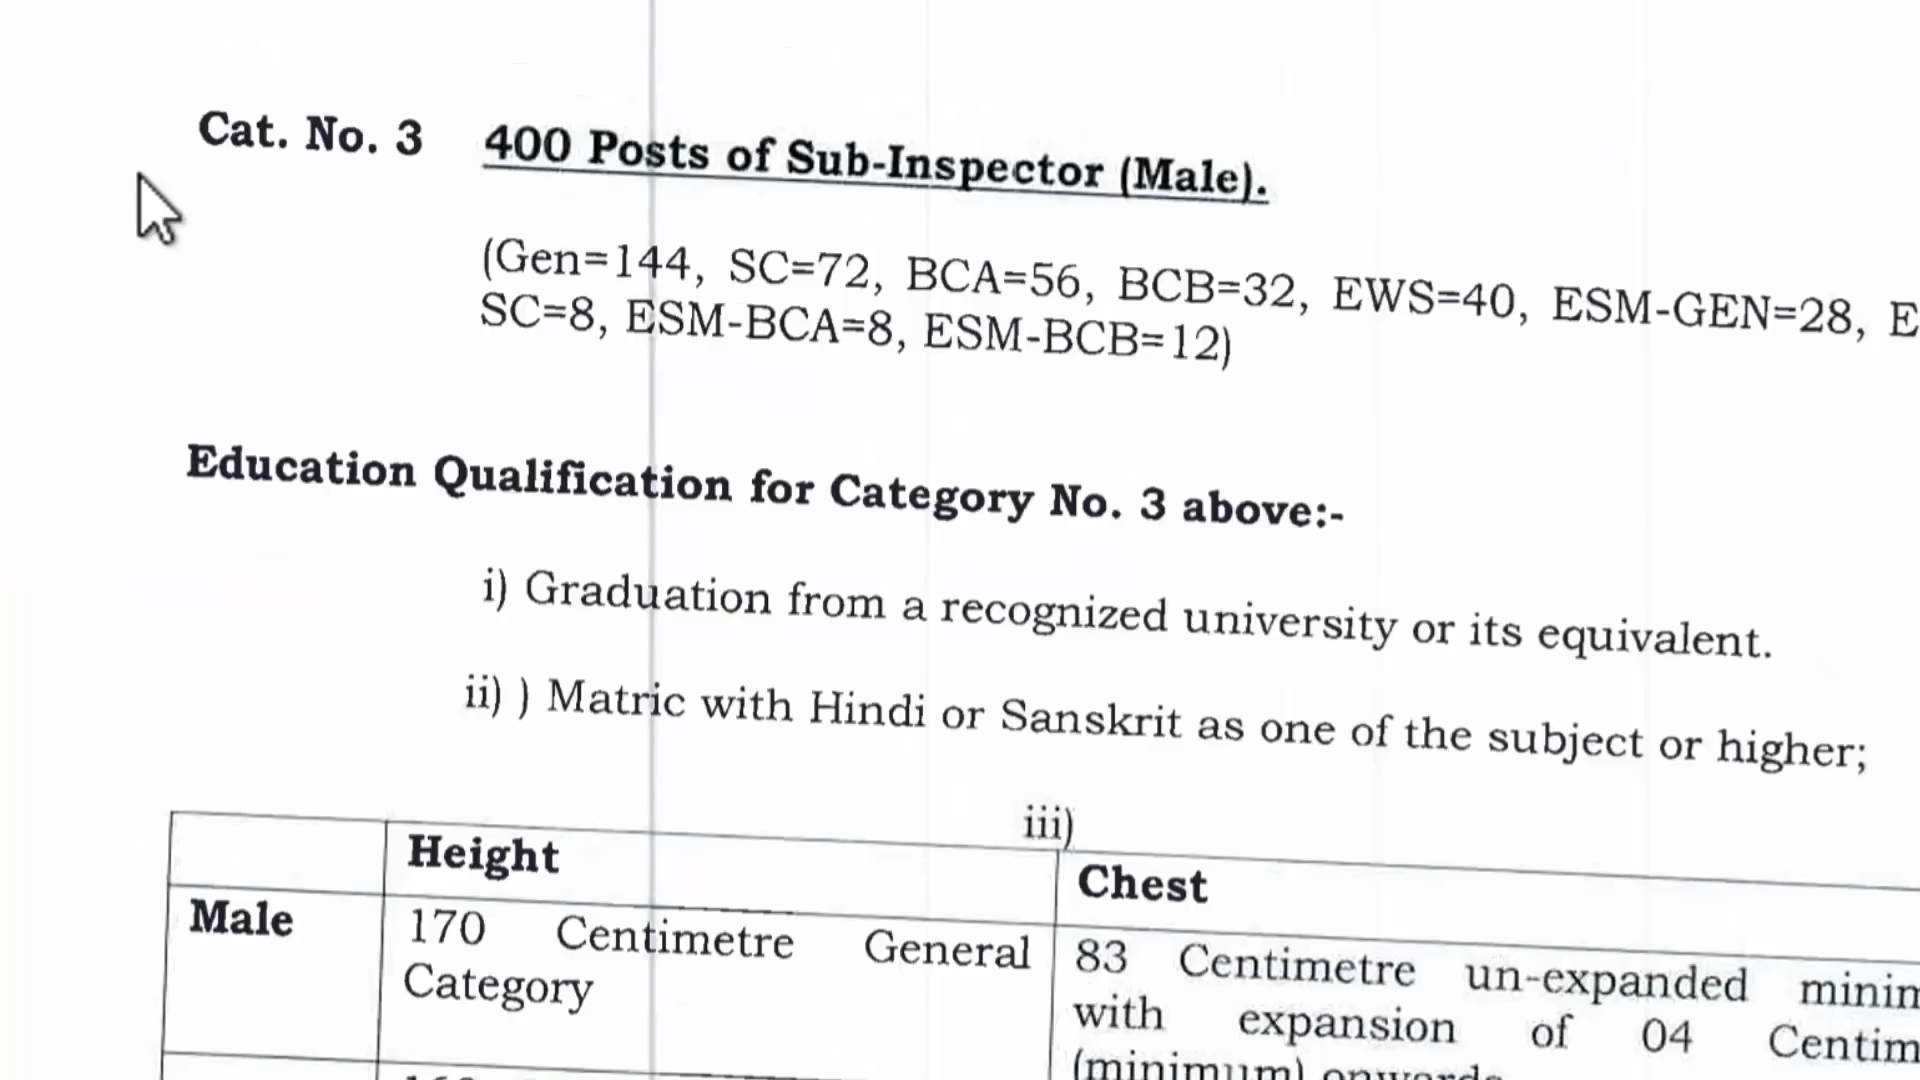 Cat. No. 3 400 Posts of Sub-Inspector (Male).
(Gen=144, SC=72, BCA=56, BCB=32, EWS=40, ESM-GEN=28, E
SC=8, ESM-BCA=8, ESM-BCB=12)
Education Qualification for Category No. 3 above:-
i) Graduation from a recognized university or its equivalent.
ii) ) Matric with Hindi or Sanskrit as one of the subject or higher;
iii)
Height Chest
Male 170 Centimetre General 83 Centimetre un-expanded
Category with expansion of 04
(minimum) onwards